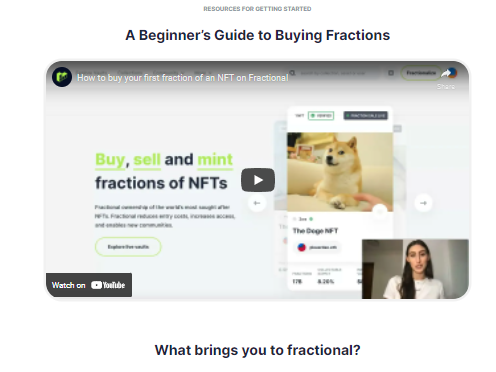 RESOURCES FOR GETTING STARTED
A Beginner's Guide to Buying Fractions
How to buy your first fraction of an NFT on Fractional
Share
Buy, sell and mint
fractions of NFTs
Fractional ownership of the world's most sought after
NFTs. Fractional reduces entry costs, increases access,
and enables new communities.
Explore live vaults
The Doge NFT
Watch on YouTube
What brings you to fractional?